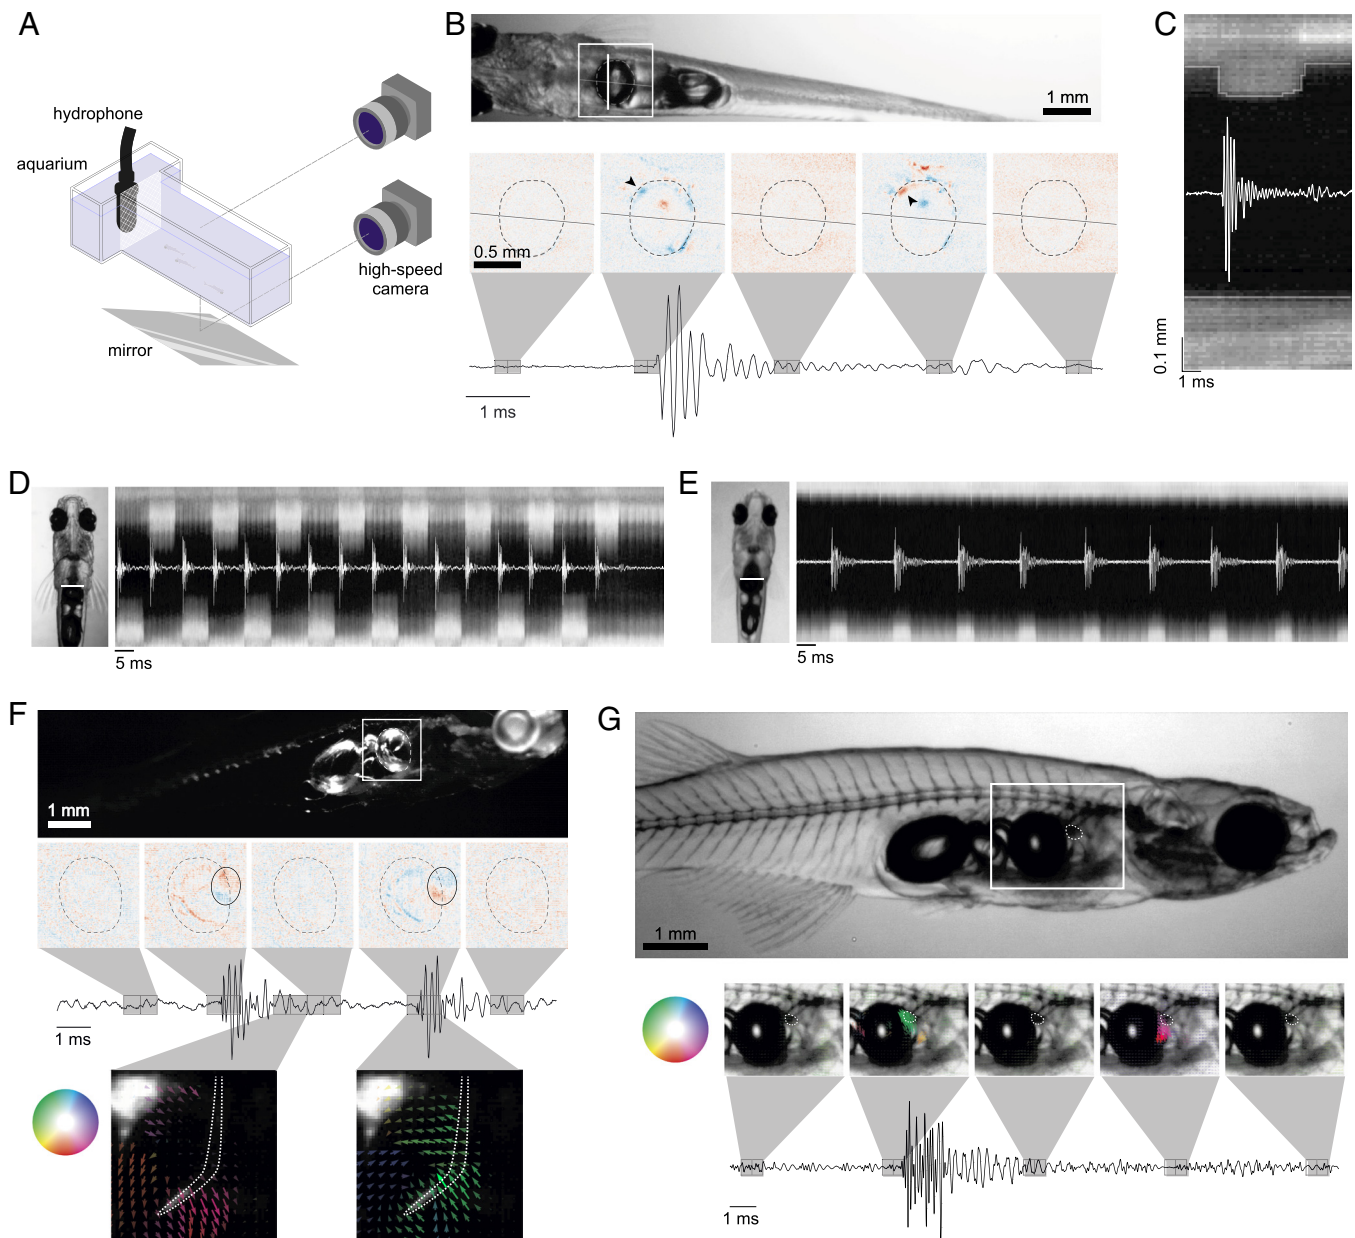 A
hydrophone
aquarium
high-speed
camera
mirror
B
1 mm
0.5 mm
1 ms
C
0.1 mm
1 ms
D
5 ms
E
5 ms
F
1 mm
1 ms
G
1 mm
1 ms